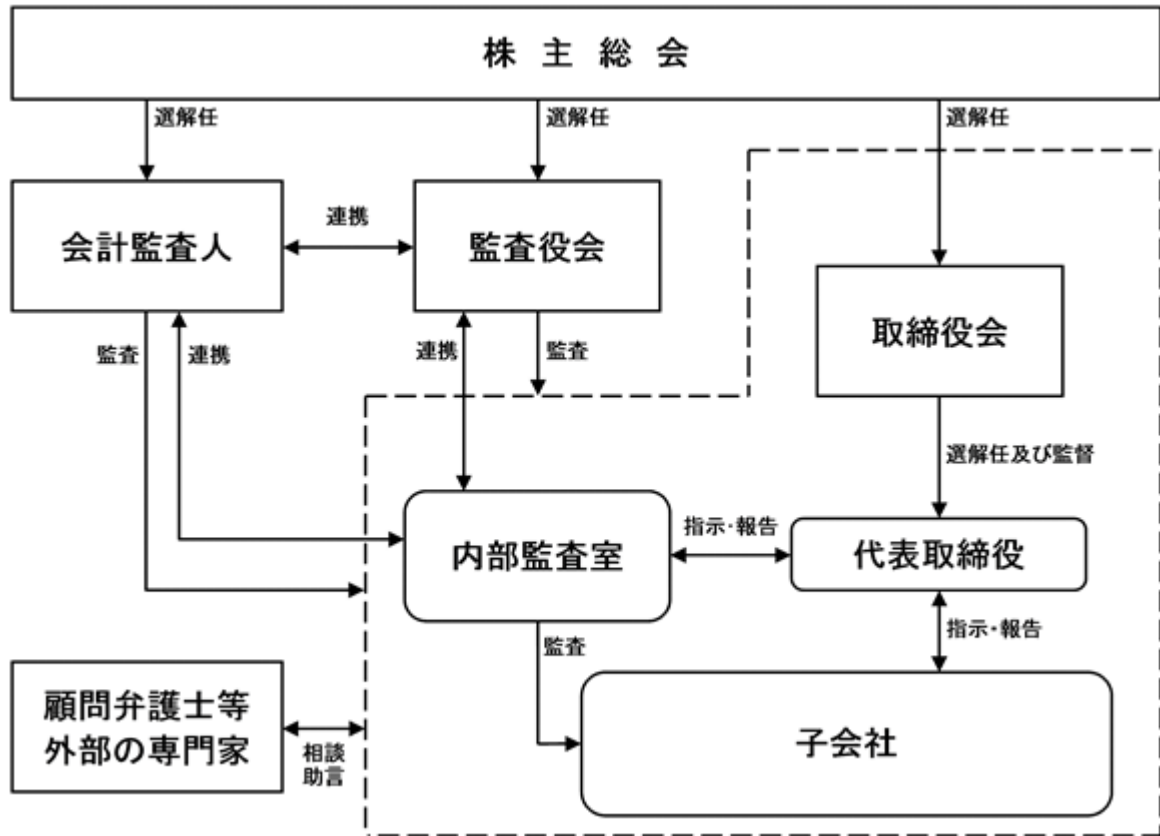 株主総会
選解任
選解任
選解任
会計監査人
連携
監査役会
取締役会
監査
連携
連携
監査
選解任及び監督
内部監査室
指示・報告
代表取締役
監査
指示・報告
顧問弁護士等
外部の専門家
相談
助言
子会社